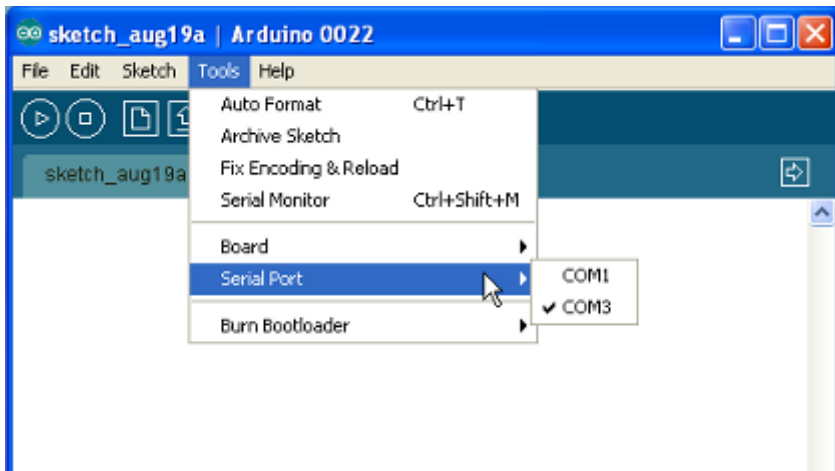 sketch_aug19a | Arduino 0022
File Edit Sketch Tools Help
Auto Format Ctrl+T
Archive Sketch
sketch_aug19a
Fix Encoding & Reload
Serial Monitor Ctrl+Shift+M
Board
Serial Port
COM1
COM3
Burn Bootloader